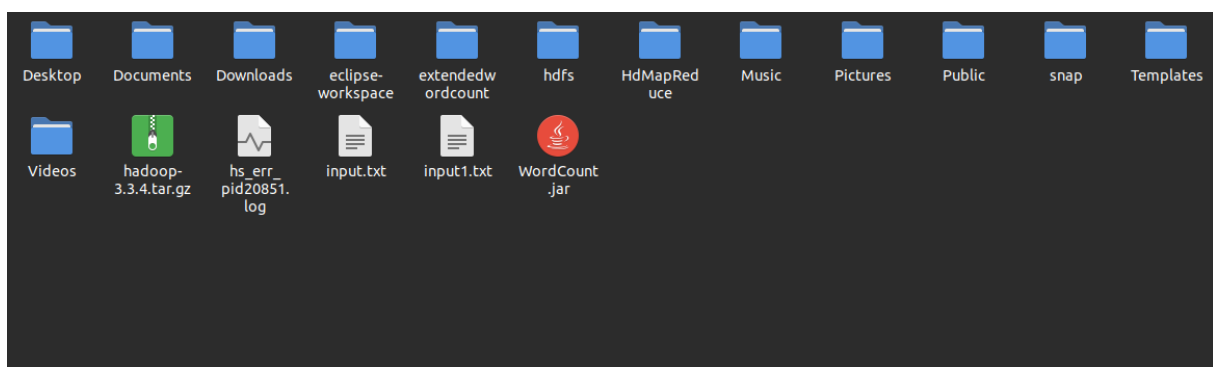 Desktop Documents Downloads eclipse- extendedw hdfs HdMapRed Music Pictures Public snap Templates
workspace ordcount uce
Videos hadoop- hs_err_ input.txt input1.txt WordCount
3.3.4.tar.gz pid20851. .jar
log